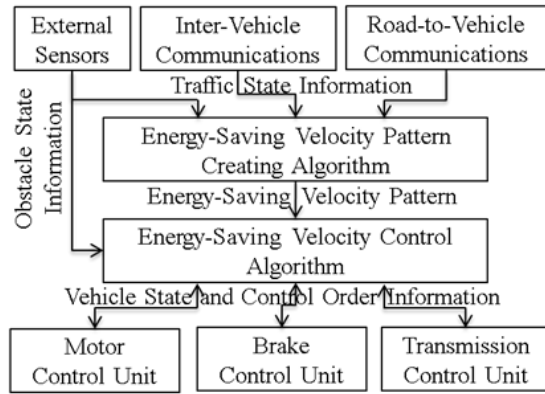 External
Sensors
Inter-Vehicle
Communications
Road-to-Vehicle
Communications
Traffic State Information
Obstacle State
Information
Energy-Saving Velocity Pattern
Creating Algorithm
Energy-Saving Velocity Pattern
Energy-Saving Velocity Control
Algorithm
Vehicle State and Control Order Information
Motor
Control Unit
Brake
Control Unit
Transmission
Control Unit